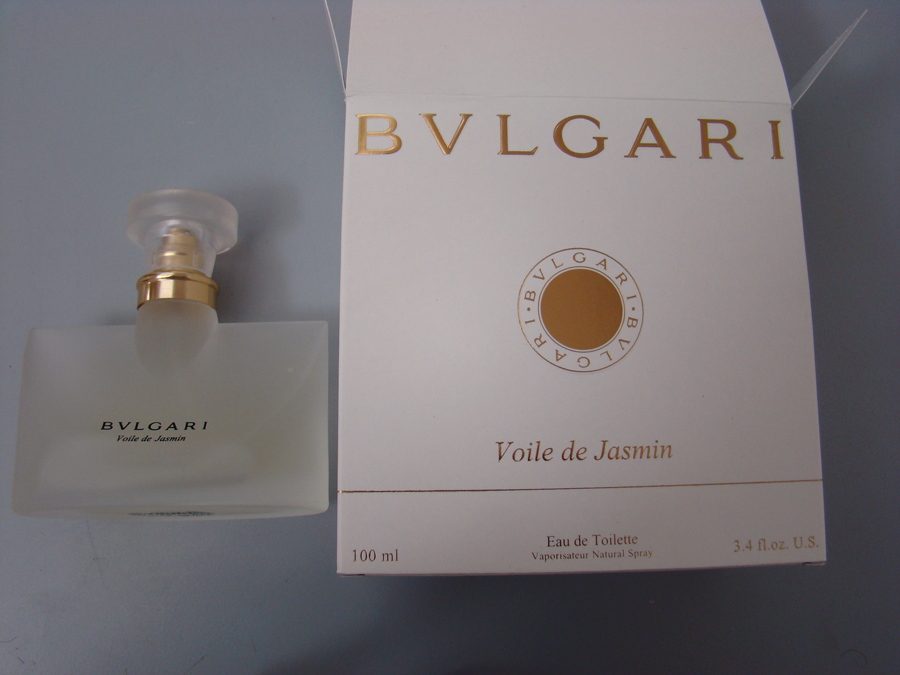 BVLGARI
BVLGARI · BVLGARI ·
Voile de Jasmin
100 ml
Eau de Toilette
Vaporisateur Natural Spray
3.4 fl.oz. U.S.
BVLGARI
Voile de Jasmin